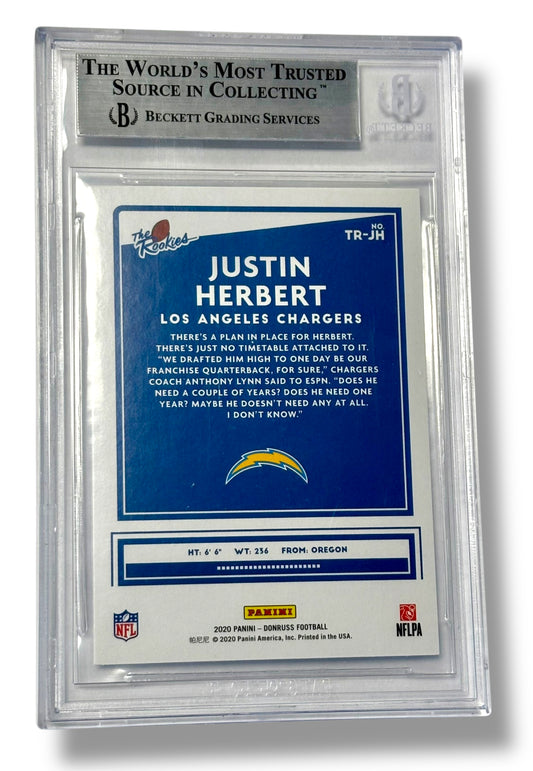 THE WORLD'S MOST TRUSTED
SOURCE IN COLLECTING™
B BECKETT GRADING SERVICES
The Rookies
NO.
TR-JH
JUSTIN
HERBERT
LOS ANGELES CHARGERS
THERE'S A PLAN IN PLACE FOR HERBERT.
THERE'S JUST NO TIMETABLE ATTACHED TO IT.
"WE DRAFTED HIM HIGH TO ONE DAY BE OUR
FRANCHISE QUARTERBACK, FOR SURE," CHARGERS
COACH ANTHONY LYNN SAID TO ESPN. "DOES HE
NEED A COUPLE OF YEARS? DOES HE NEED ONE
YEAR? MAYBE HE DOESN'T NEED ANY AT ALL.
I DON'T KNOW."
HT: 6' 6" WT: 236 FROM: OREGON
NFL
PANINI
NFLPA
2020 PANINI – DONRUSS FOOTBALL
帕尼尼 © 2020 Panini America, Inc. Printed in the USA.